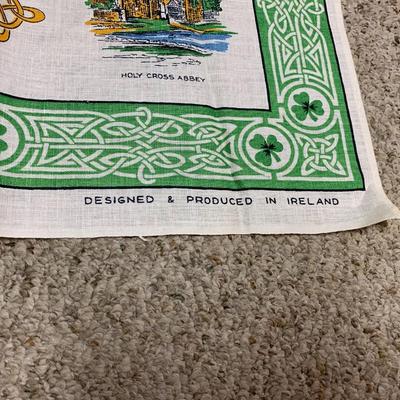 HOLY CROSS ABBEY
DESIGNED & PRODUCED IN IRELAND